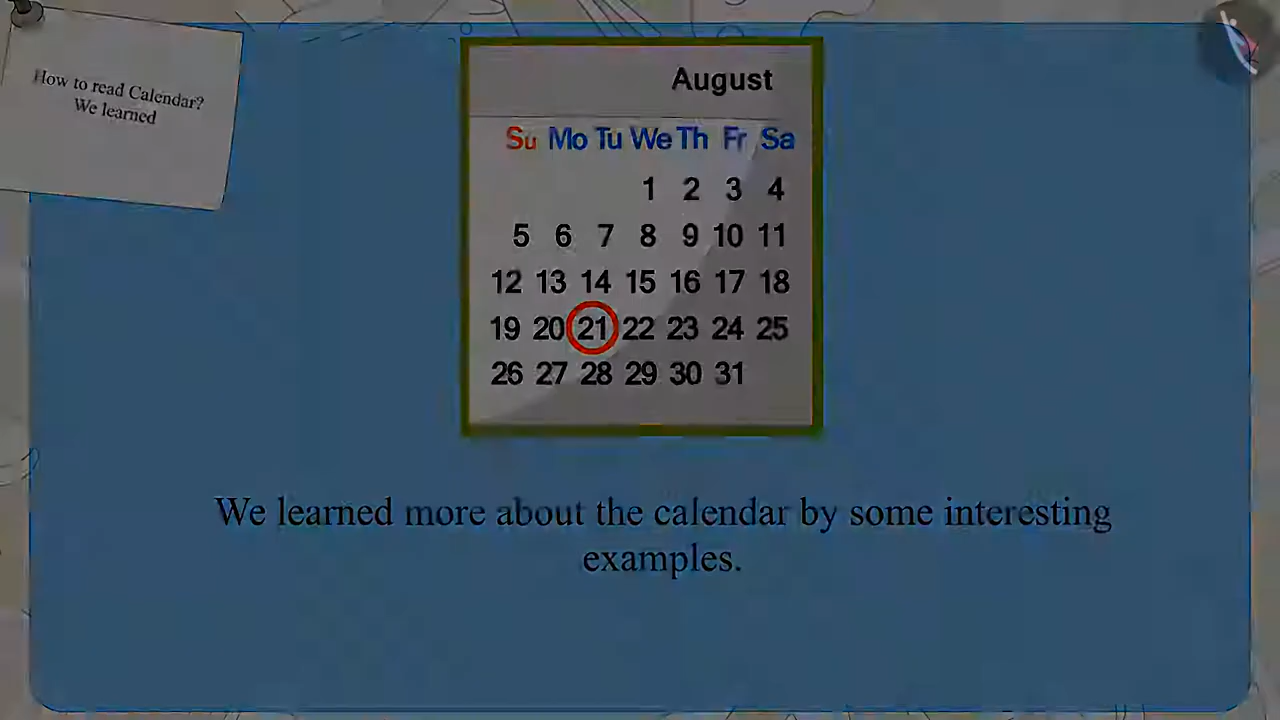 How to read Calendar?
We learned
August
Su Mo Tu We Th Fr Sa
1 2 3 4
5 6 7 8 9 10 11
12 13 14 15 16 17 18
19 20 21 22 23 24 25
26 27 28 29 30 31
We learned more about the calendar by some interesting
examples.